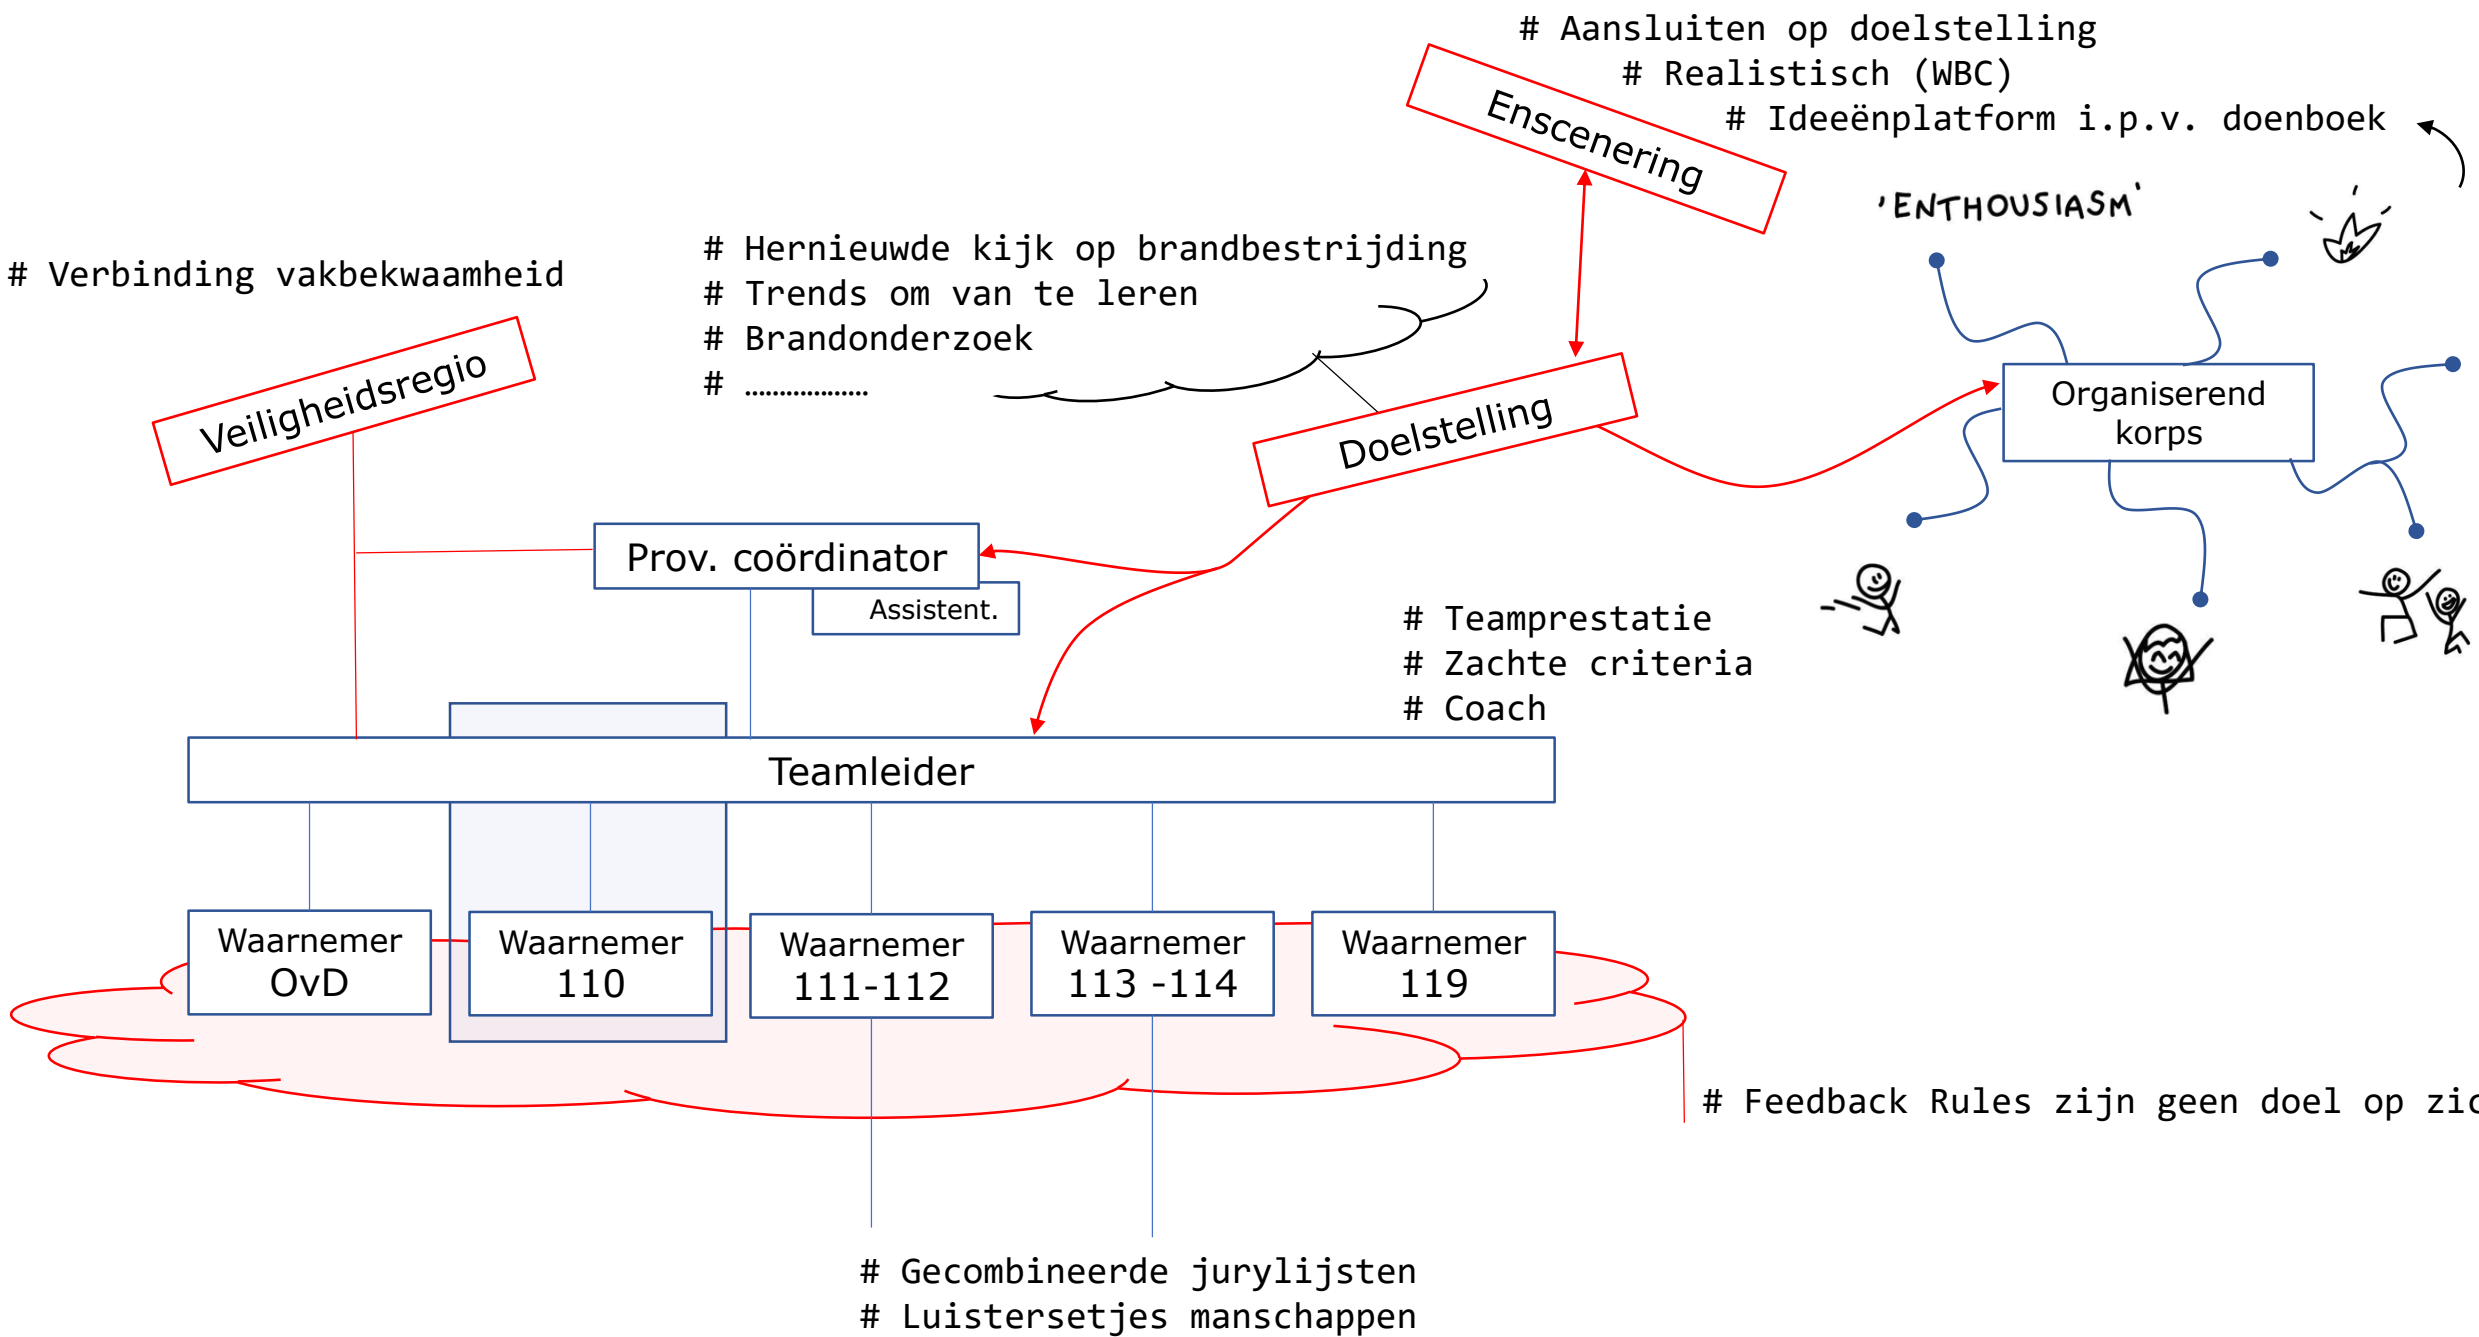 # Aansluiten op doelstelling
# Realistisch (WBC)
# Ideeënplatform i.p.v. doenboek
Enscenering
'ENTHOUSIASM'
# Verbinding vakbekwaamheid
# Hernieuwde kijk op brandbestrijding
# Trends om van te leren
# Brandonderzoek
# ………………
Veiligheidsregio
Doelstelling
Organiserend
korps
Prov. coördinator
Assistent.
# Teamprestatie
# Zachte criteria
# Coach
Teamleider
Waarnemer
OvD
Waarnemer
110
Waarnemer
111-112
Waarnemer
113 -114
Waarnemer
119
# Feedback Rules zijn geen doel op zic
# Gecombineerde jurylijsten
# Luistersetjes manschappen